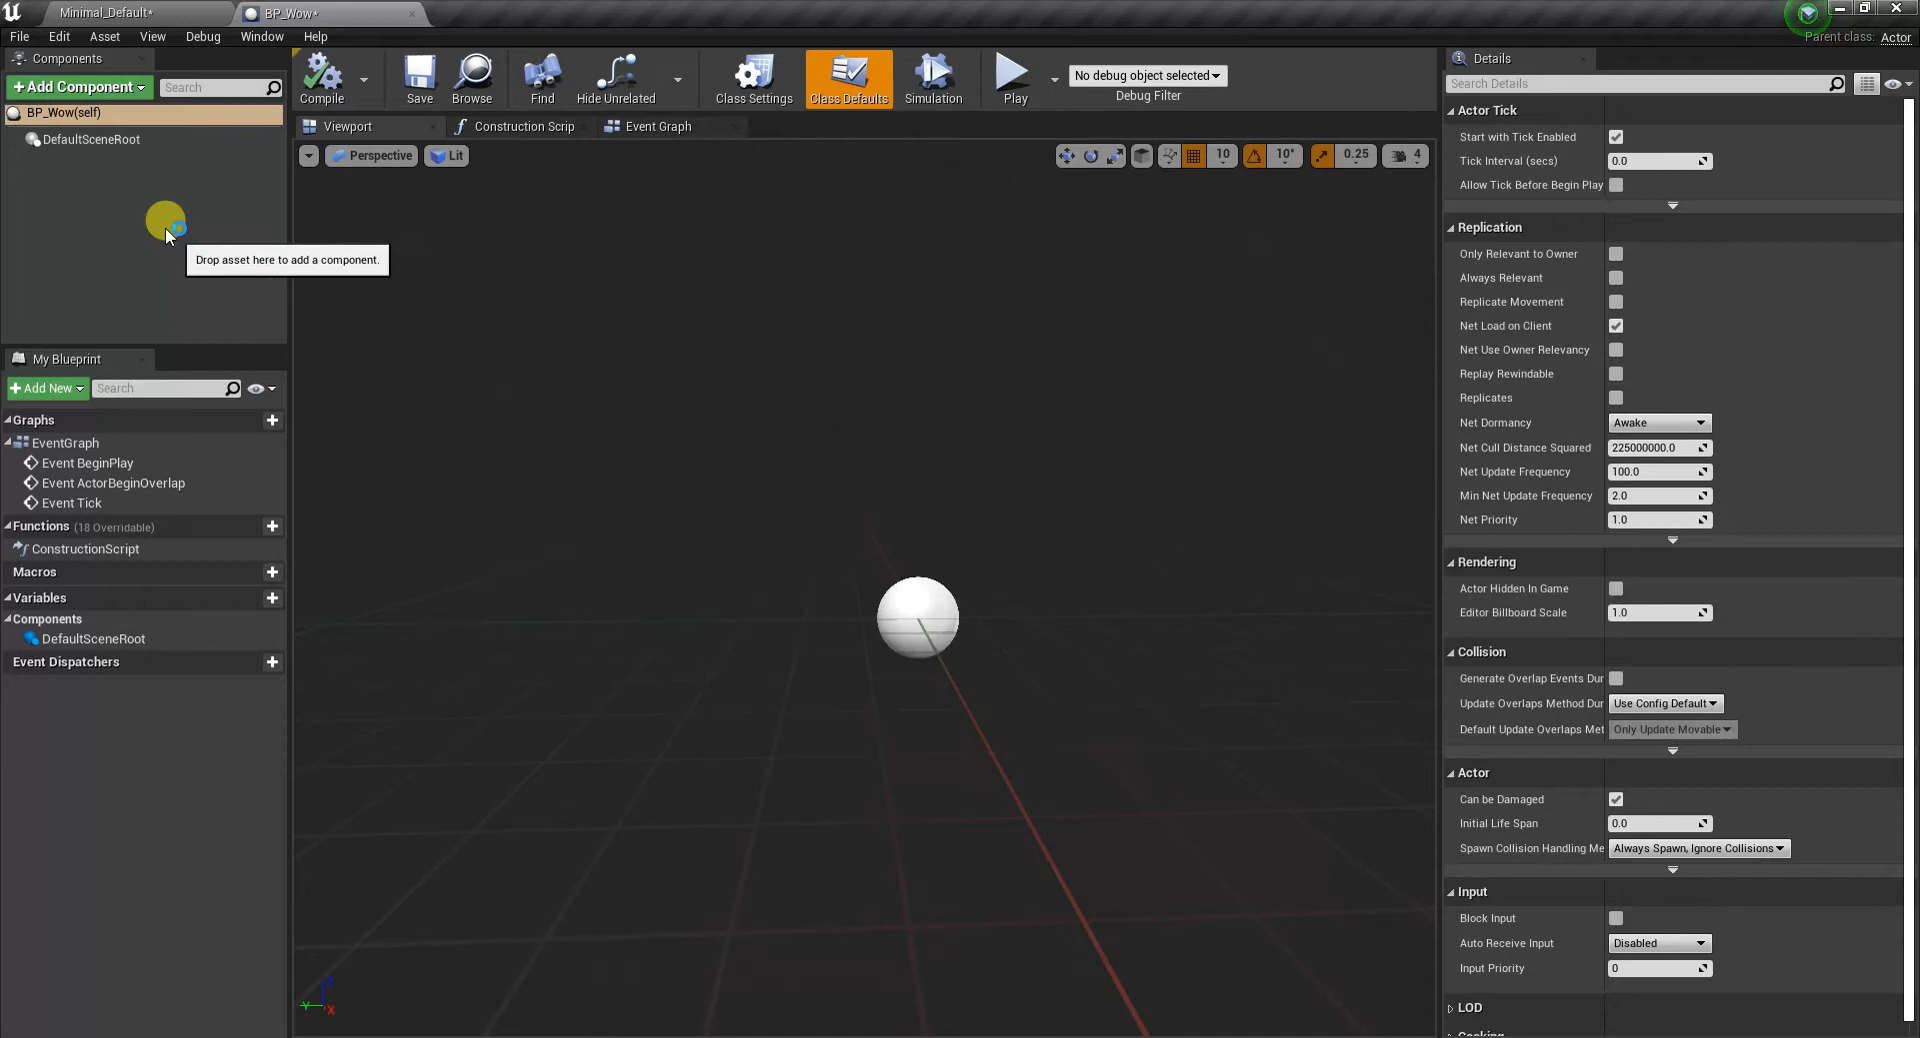 Minimal_Default*
BP_Wow*
File Edit Asset View Debug Window Help
Parent class: Actor
Components
+Add Component
Search
BP_Wow(self)
DefaultSceneRoot
Drop asset here to add a component.
My Blueprint
+Add New
Search
Graphs
EventGraph
Event BeginPlay
Event ActorBeginOverlap
Event Tick
Functions (18 Overridable)
ConstructionScript
Macros
Variables
Components
DefaultSceneRoot
Event Dispatchers
Compile
Save
Browse
Find
Hide Unrelated
Class Settings
Class Defaults
Simulation
Play
No debug object selected
Debug Filter
Viewport
Construction Scrip
Event Graph
Perspective
Lit
10
10°
0.25
4
Z
Y
X
Details
Search Details
Actor Tick
Start with Tick Enabled
Tick Interval (secs) 0.0
Allow Tick Before Begin Play
Replication
Only Relevant to Owner
Always Relevant
Replicate Movement
Net Load on Client
Net Use Owner Relevancy
Replay Rewindable
Replicates
Net Dormancy Awake
Net Cull Distance Squared 225000000.0
Net Update Frequency 100.0
Min Net Update Frequency 2.0
Net Priority 1.0
Rendering
Actor Hidden In Game
Editor Billboard Scale 1.0
Collision
Generate Overlap Events Dur
Update Overlaps Method Dur Use Config Default
Default Update Overlaps Met Only Update Movable
Actor
Can be Damaged
Initial Life Span 0.0
Spawn Collision Handling Me Always Spawn, Ignore Collisions
Input
Block Input
Auto Receive Input Disabled
Input Priority 0
LOD